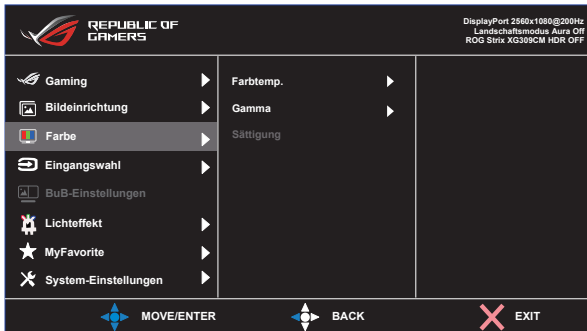 REPUBLIC OF
GAMERS
DisplayPort 2560x1080@200Hz
Landschaftsmodus Aura Off
ROG Strix XG309CM HDR OFF
Gaming
Bildeinrichtung
Farbe
Eingangswahl
BuB-Einstellungen
Lichteffekt
MyFavorite
System-Einstellungen
Farbtemp.
Gamma
Sättigung
MOVE/ENTER
BACK
EXIT